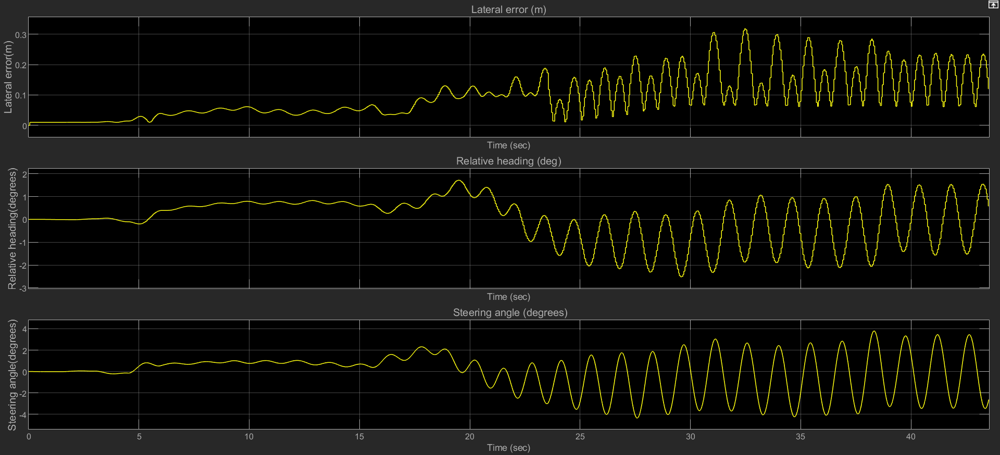 Lateral error (m)
Lateral error(m)
0.3
0.2
0.1
0
Time (sec)
Relative heading (deg)
Relative heading(degrees)
2
1
0
-1
-2
-3
Time (sec)
Steering angle (degrees)
Steering angle(degrees)
4
2
0
-2
-4
0 5 10 15 20 25 30 35 40
Time (sec)